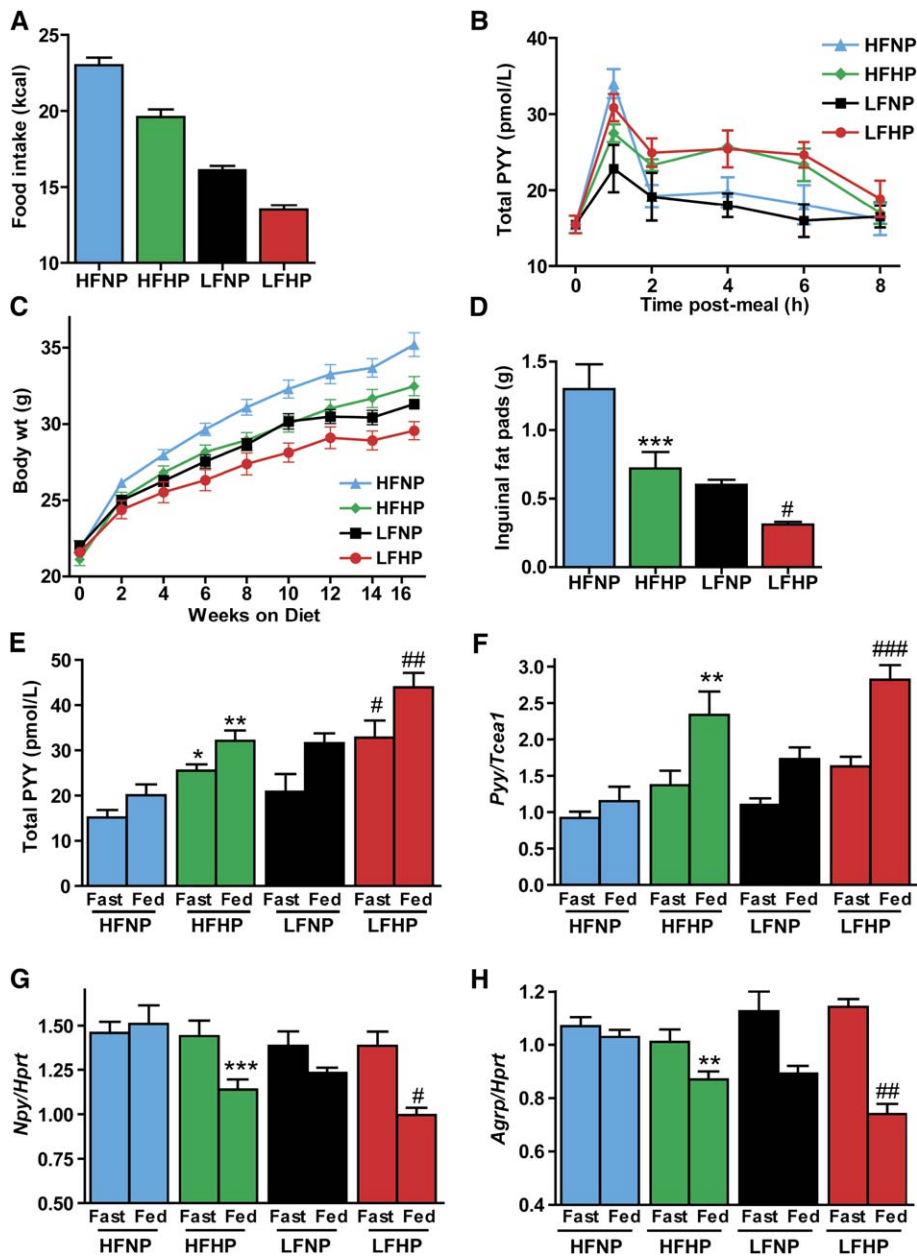 A
Food intake (kcal)
25
20
15
10
HFNP HFHP LFNP LFHP
B
Total PYY (pmol/L)
40
30
20
10
0 2 4 6 8
Time post-meal (h)
HFNP
HFHP
LFNP
LFHP
C
Body wt (g)
35
30
25
20
0 2 4 6 8 10 12 14 16
Weeks on Diet
HFNP
HFHP
LFNP
LFHP
D
Inguinal fat pads (g)
1.5
1.0
0.5
0.0
*** #
HFNP HFHP LFNP LFHP
E
Total PYY (pmol/L)
50
40
30
20
10
0
* ** # ##
Fast Fed Fast Fed Fast Fed Fast Fed
HFNP HFHP LFNP LFHP
F
Pyy/Tcea1
3.0
2.5
2.0
1.5
1.0
0.5
0.0
** ###
Fast Fed Fast Fed Fast Fed Fast Fed
HFNP HFHP LFNP LFHP
G
Npy/Hprt
1.50
1.25
1.00
0.75
0.50
*** #
Fast Fed Fast Fed Fast Fed Fast Fed
HFNP HFHP LFNP LFHP
H
Agrp/Hprt
1.2
1.0
0.8
0.6
0.4
** ##
Fast Fed Fast Fed Fast Fed Fast Fed
HFNP HFHP LFNP LFHP